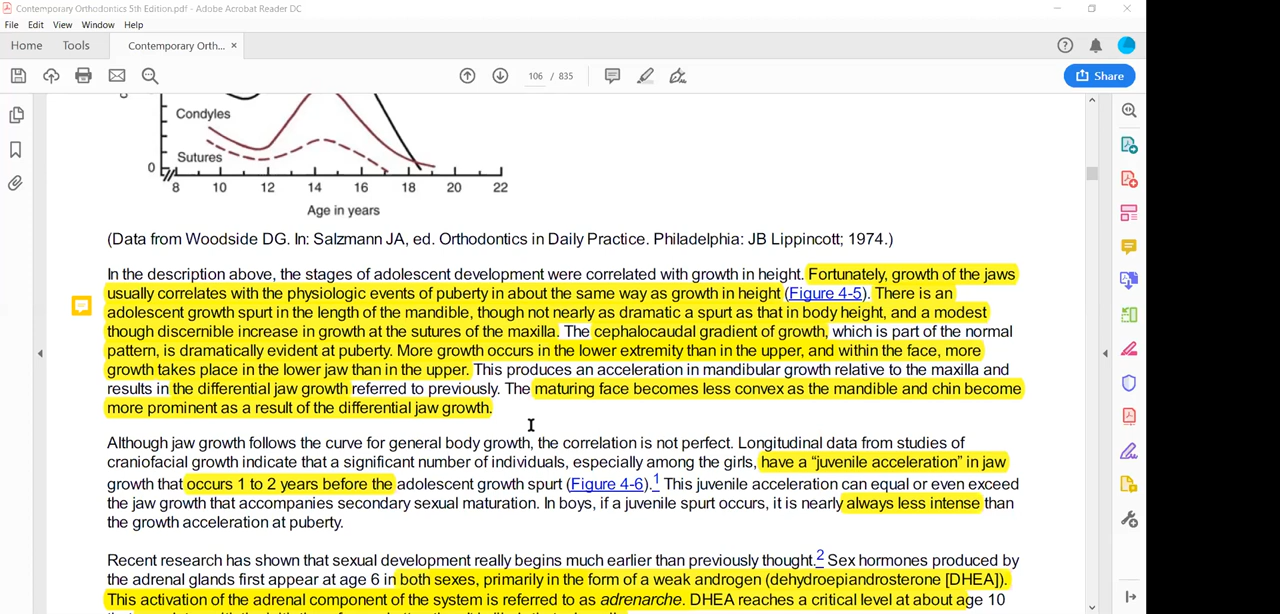 Contemporary Orthodontics 5th Edition.pdf - Adobe Acrobat Reader DC
File Edit View Window Help
Home Tools Contemporary Orth... ×
106 / 835
Share
Condyles
Sutures
0
8 10 12 14 16 18 20 22
Age in years
(Data from Woodside DG. In: Salzmann JA, ed. Orthodontics in Daily Practice. Philadelphia: JB Lippincott; 1974.)
In the description above, the stages of adolescent development were correlated with growth in height. Fortunately, growth of the jaws
usually correlates with the physiologic events of puberty in about the same way as growth in height (Figure 4-5). There is an
adolescent growth spurt in the length of the mandible, though not nearly as dramatic a spurt as that in body height, and a modest
though discernible increase in growth at the sutures of the maxilla. The cephalocaudal gradient of growth, which is part of the normal
pattern, is dramatically evident at puberty. More growth occurs in the lower extremity than in the upper, and within the face, more
growth takes place in the lower jaw than in the upper. This produces an acceleration in mandibular growth relative to the maxilla and
results in the differential jaw growth referred to previously. The maturing face becomes less convex as the mandible and chin become
more prominent as a result of the differential jaw growth.
Although jaw growth follows the curve for general body growth, the correlation is not perfect. Longitudinal data from studies of
craniofacial growth indicate that a significant number of individuals, especially among the girls, have a “juvenile acceleration” in jaw
growth that occurs 1 to 2 years before the adolescent growth spurt (Figure 4-6).1 This juvenile acceleration can equal or even exceed
the jaw growth that accompanies secondary sexual maturation. In boys, if a juvenile spurt occurs, it is nearly always less intense than
the growth acceleration at puberty.
Recent research has shown that sexual development really begins much earlier than previously thought.2 Sex hormones produced by
the adrenal glands first appear at age 6 in both sexes, primarily in the form of a weak androgen (dehydroepiandrosterone [DHEA]).
This activation of the adrenal component of the system is referred to as adrenarche. DHEA reaches a critical level at about age 10